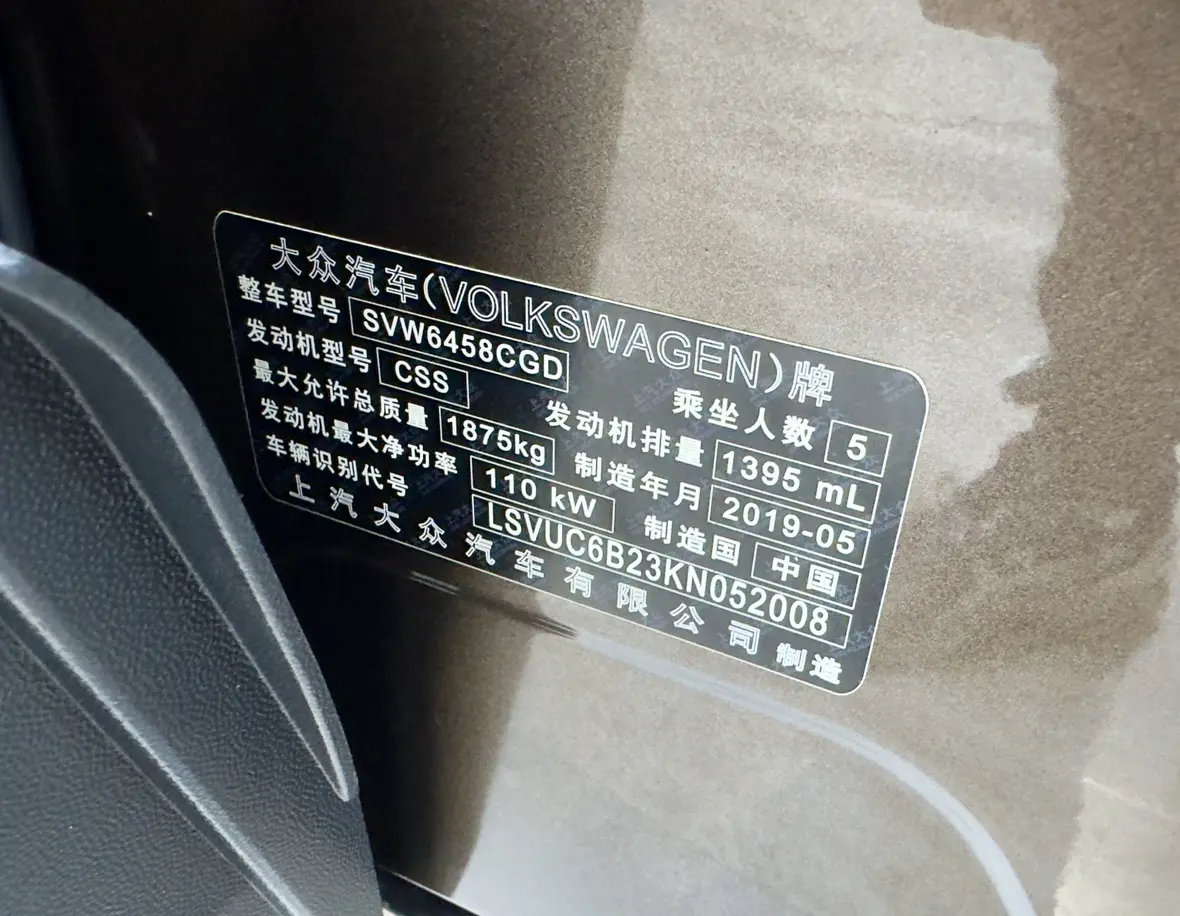 大众汽车(VOLKSWAGEN)牌
整车型号 SVW6458CGD 乘坐人数 5
发动机型号 CSS 发动机排量 1395 mL
最大允许总质量 1875kg 制造年月 2019-05
发动机最大净功率 110 kW 制造国 中国
车辆识别代号 LSVUC6B23KN052008
上汽大众汽车有限公司 制造